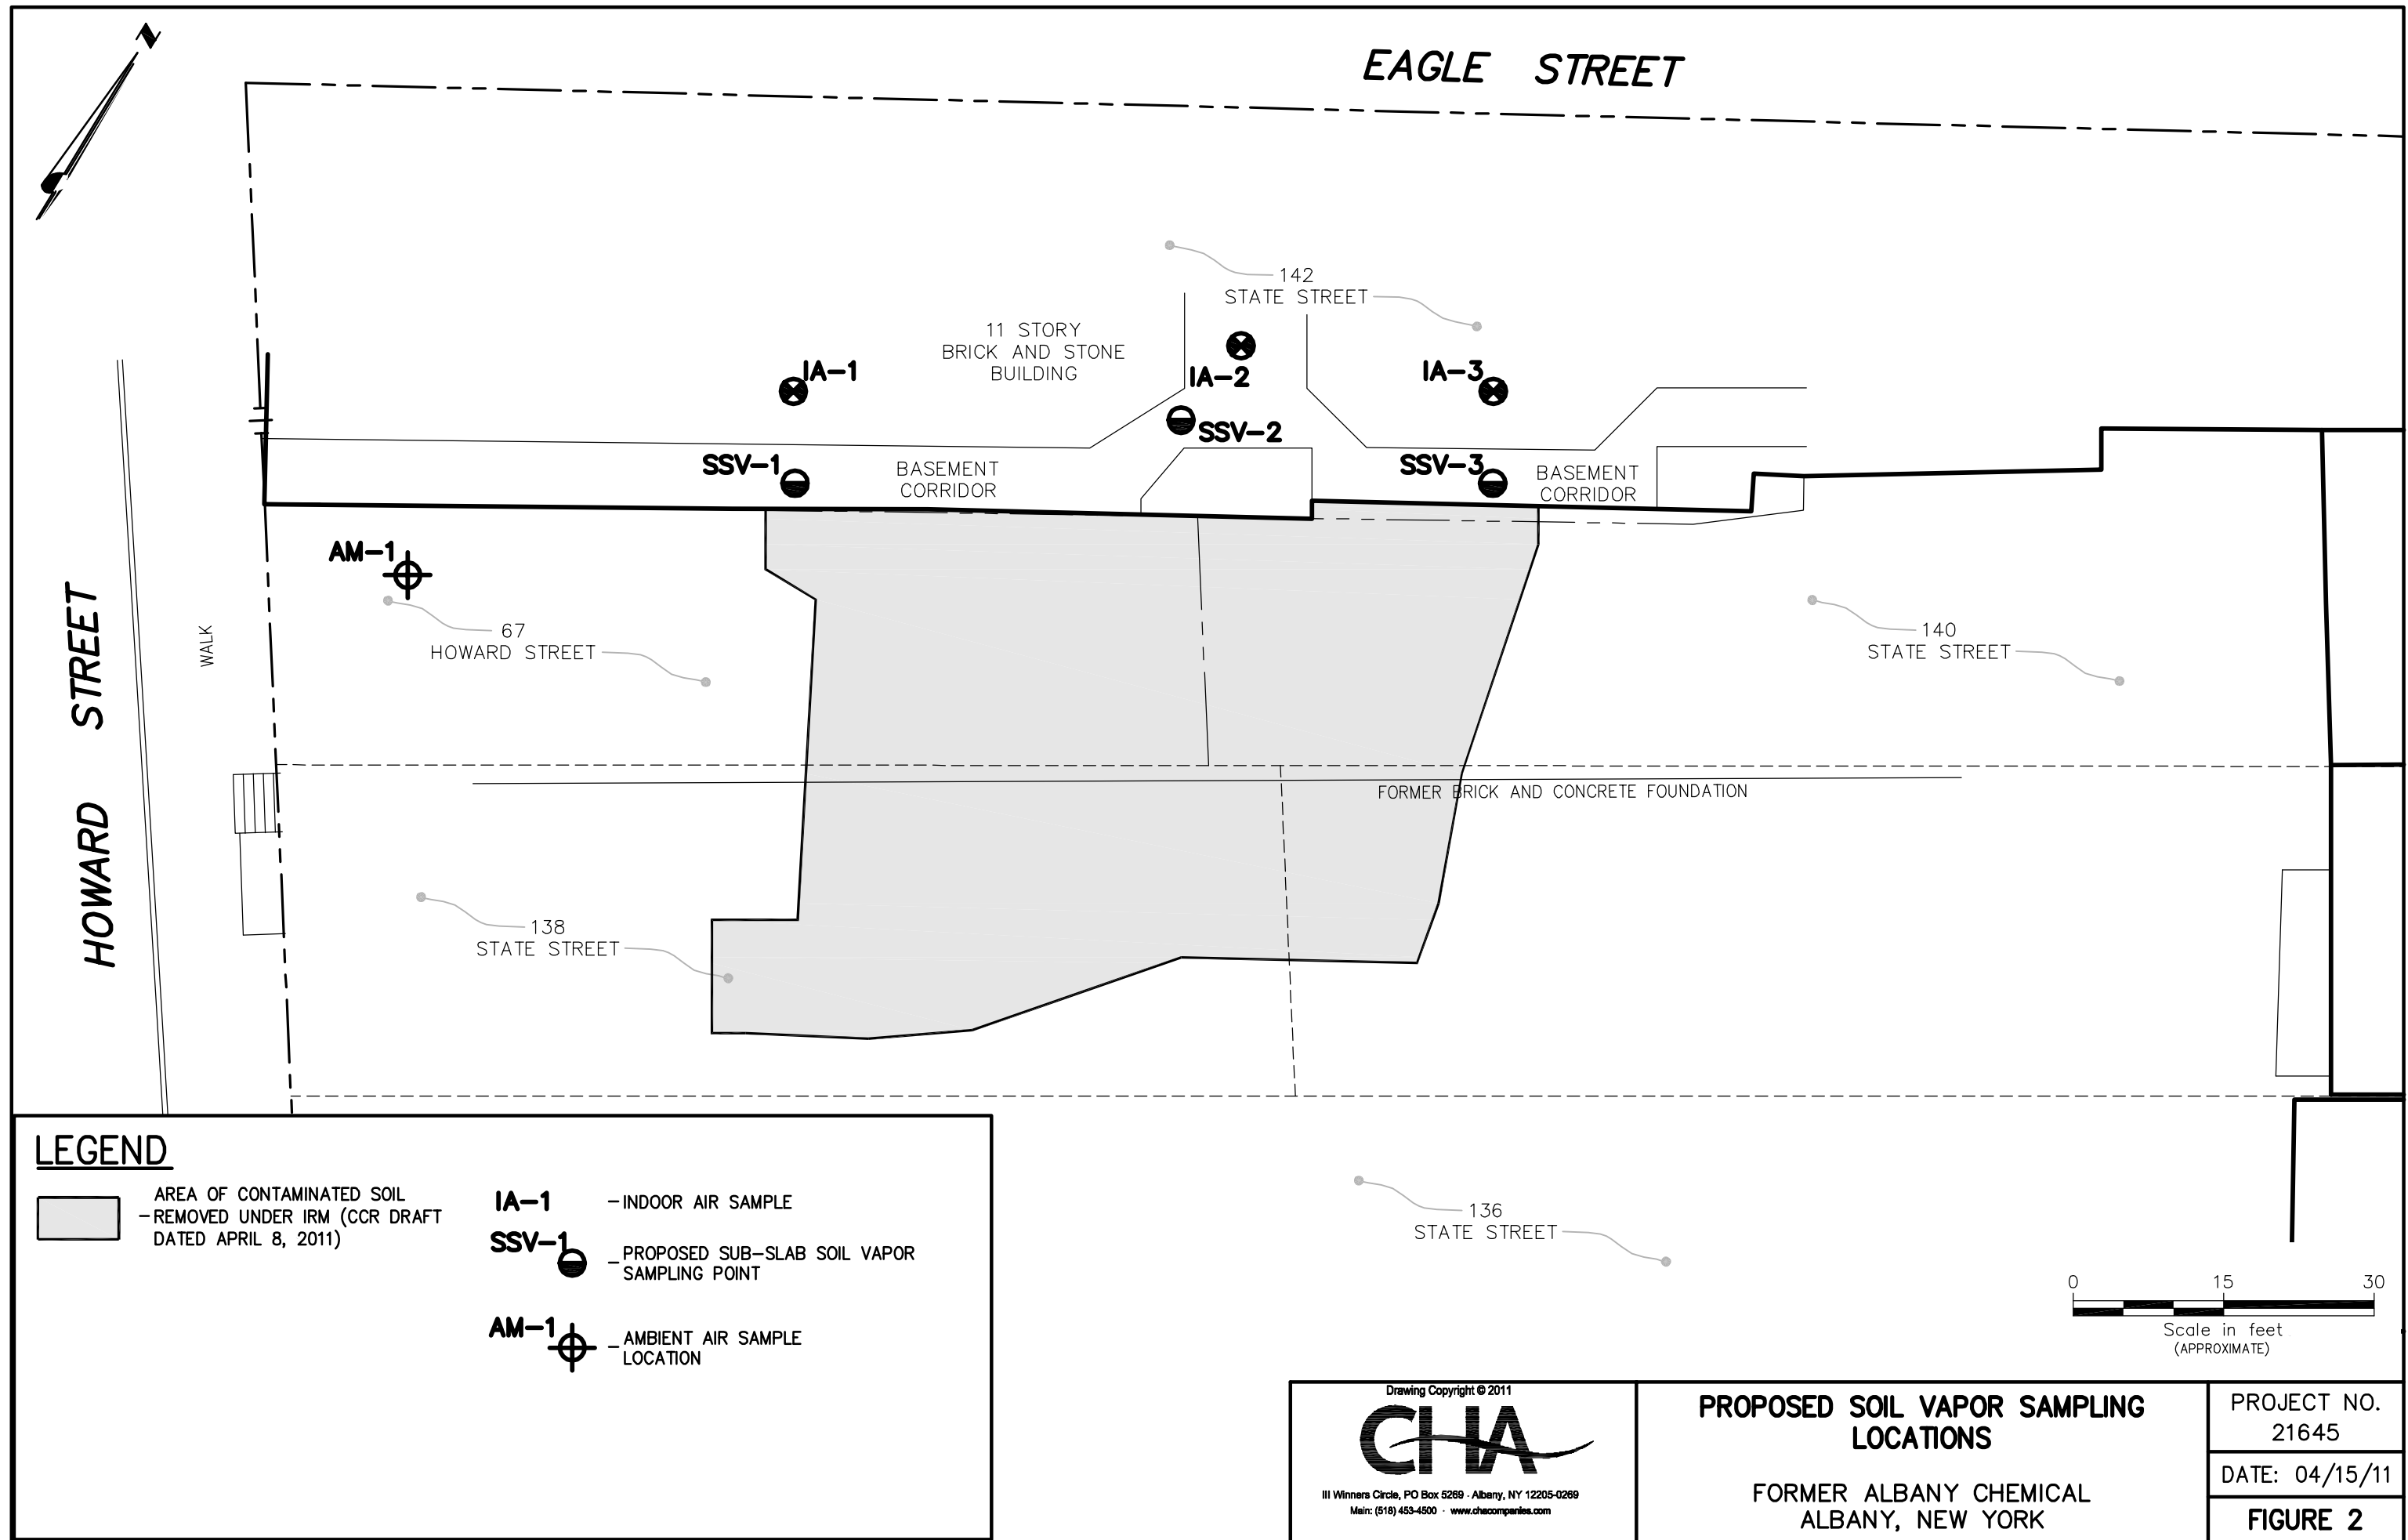 N
EAGLE STREET
142
STATE STREET
11 STORY
BRICK AND STONE
BUILDING
IA-1
IA-2
IA-3
SSV-2
SSV-1
BASEMENT
CORRIDOR
SSV-3
BASEMENT
CORRIDOR
AM-1
67
HOWARD STREET
WALK
HOWARD STREET
140
STATE STREET
FORMER BRICK AND CONCRETE FOUNDATION
138
STATE STREET
136
STATE STREET
LEGEND
AREA OF CONTAMINATED SOIL
- REMOVED UNDER IRM (CCR DRAFT
DATED APRIL 8, 2011)
IA-1 - INDOOR AIR SAMPLE
SSV-1
- PROPOSED SUB-SLAB SOIL VAPOR
SAMPLING POINT
AM-1
- AMBIENT AIR SAMPLE
LOCATION
0 15 30
Scale in feet
(APPROXIMATE)
Drawing Copyright © 2011
CHA
III Winners Circle, PO Box 5269 · Albany, NY 12205-0269
Main: (518) 453-4500 · www.chacompanies.com
PROPOSED SOIL VAPOR SAMPLING
LOCATIONS
FORMER ALBANY CHEMICAL
ALBANY, NEW YORK
PROJECT NO.
21645
DATE: 04/15/11
FIGURE 2